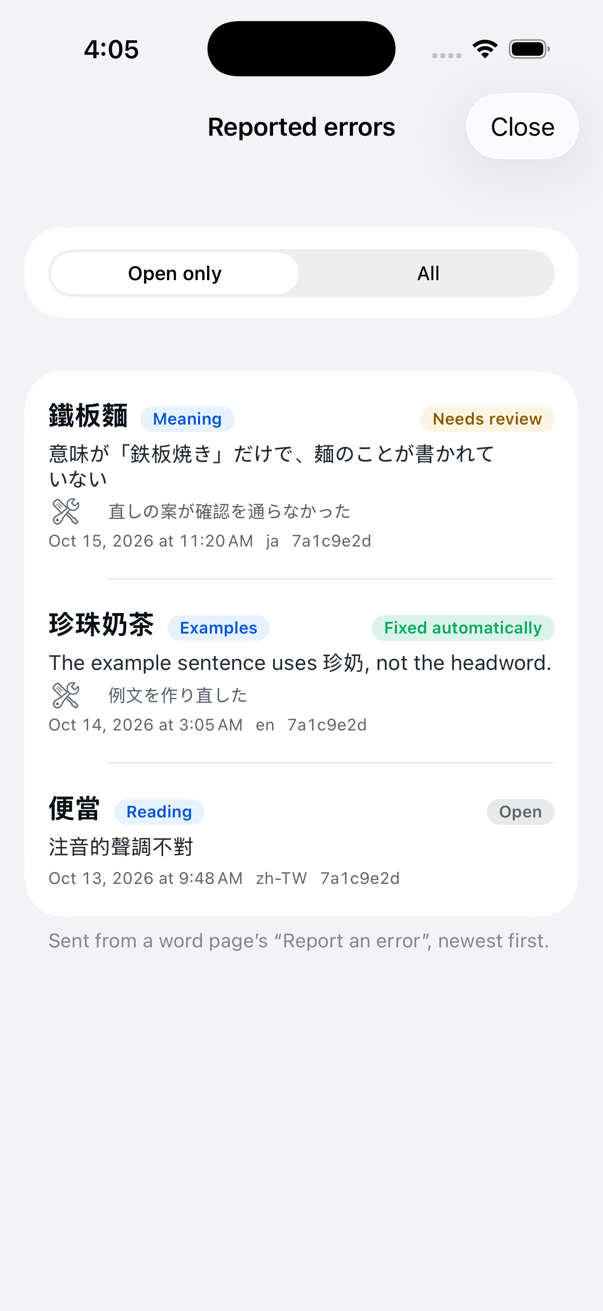 4:05
Reported errors
Close
Open only
All
鐵板麵 Meaning Needs review
意味が「鉄板焼き」だけで、麺のことが書かれて
いない
直しの案が確認を通らなかった
Oct 15, 2026 at 11:20 AM ja 7a1c9e2d
珍珠奶茶 Examples Fixed automatically
The example sentence uses 珍奶, not the headword.
例文を作り直した
Oct 14, 2026 at 3:05 AM en 7a1c9e2d
便當 Reading Open
注音的聲調不對
Oct 13, 2026 at 9:48 AM zh-TW 7a1c9e2d
Sent from a word page’s “Report an error”, newest first.